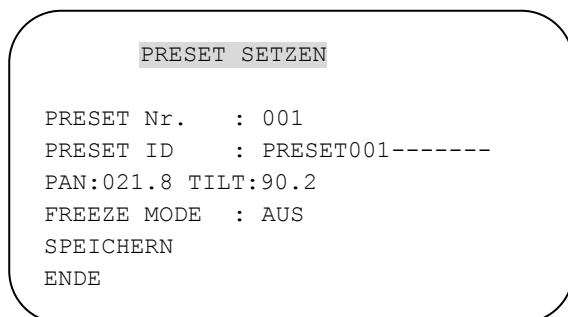 PRESET SETZEN
PRESET Nr. : 001
PRESET ID : PRESET001-------
PAN:021.8 TILT:90.2
FREEZE MODE : AUS
SPEICHERN
ENDE